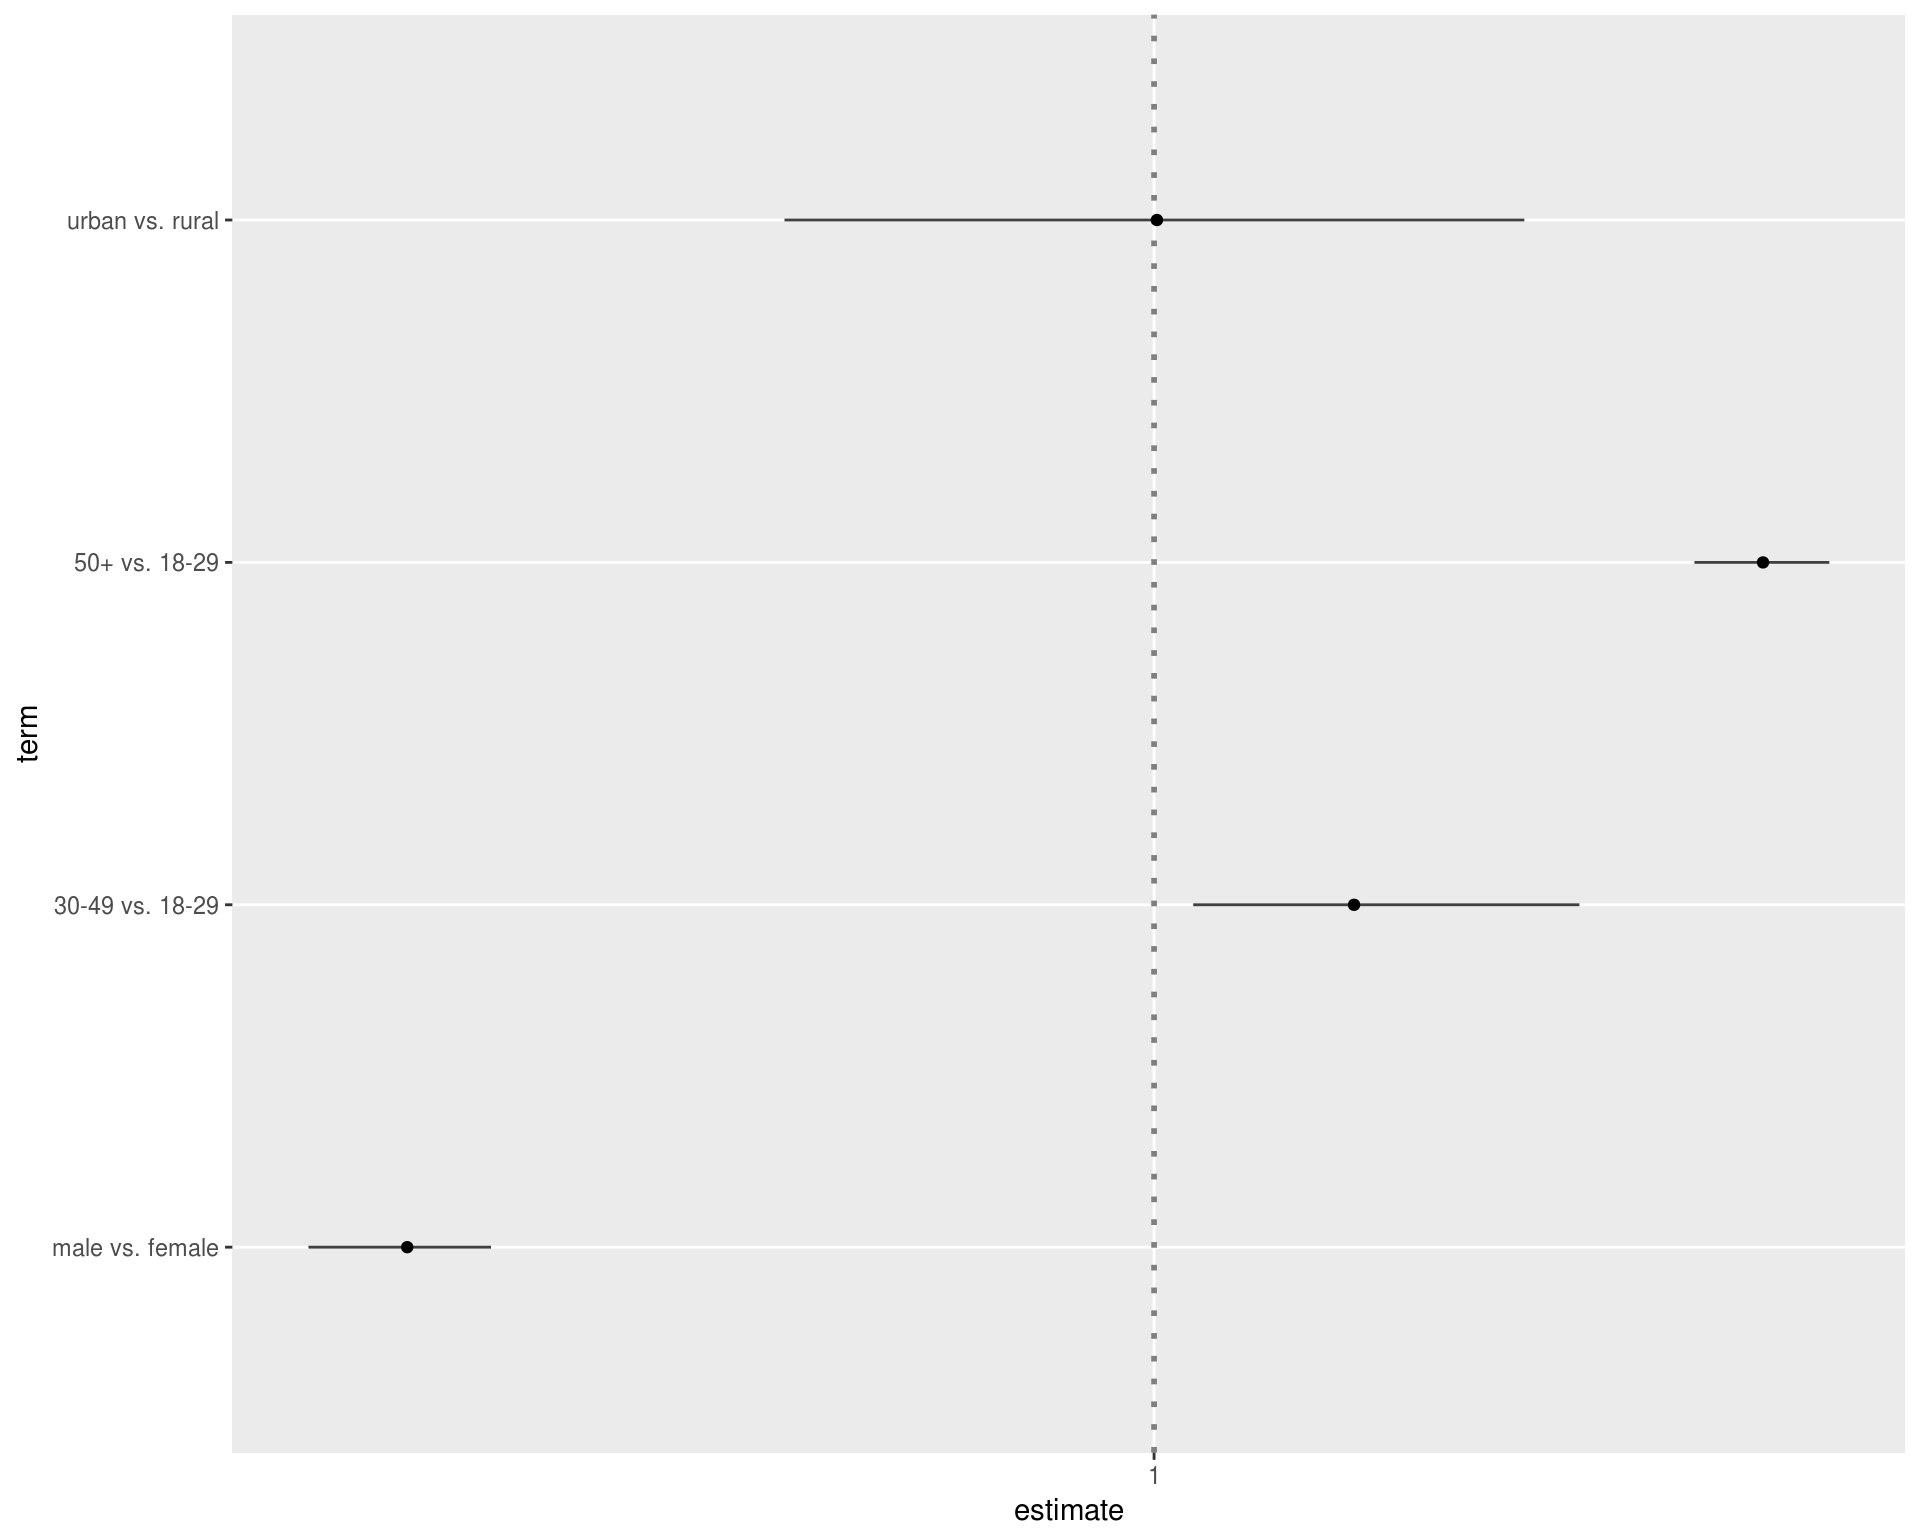 urban vs. rural
50+ vs. 18-29
term
30-49 vs. 18-29
male vs. female
1
estimate